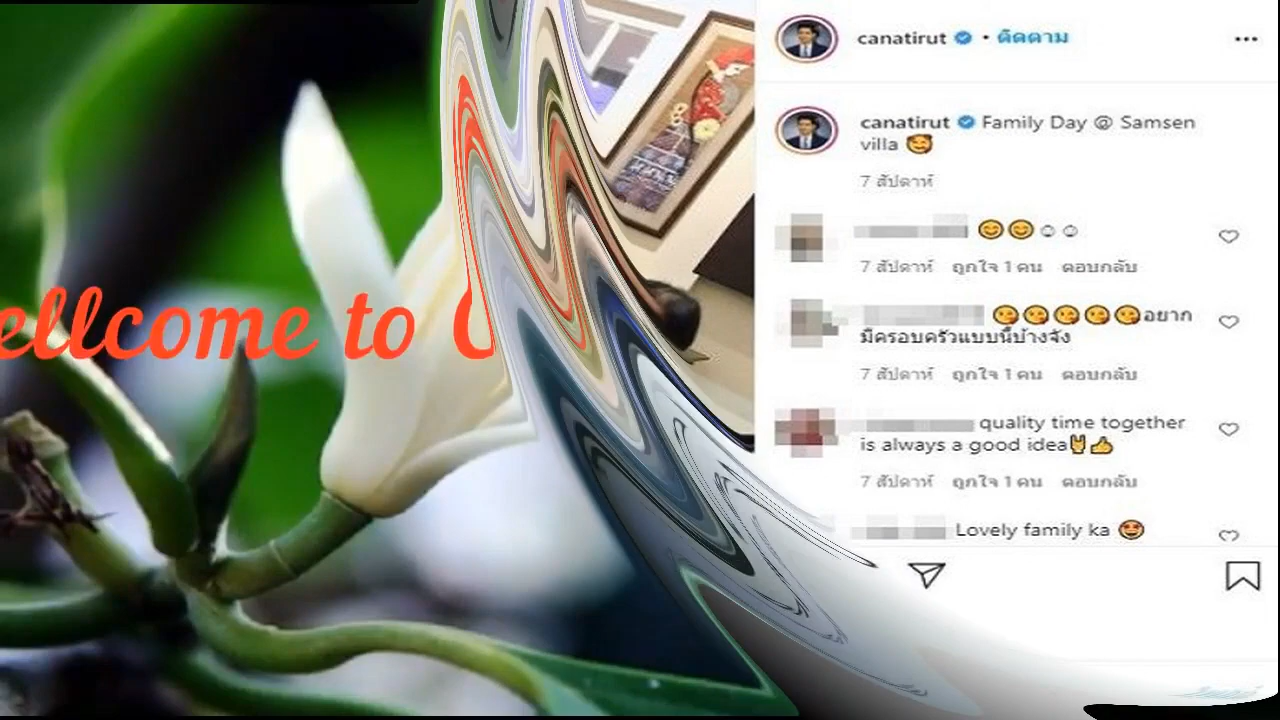 ellcome to
canatirut • ติดตาม
canatirut Family Day @ Samsen
villa 🥰
7 สัปดาห์
😊😊☺☺
7 สัปดาห์ ถูกใจ 1 คน ตอบกลับ
😋😋😋😋😋อยาก
มีครอบครัวแบบนี้บ้างจัง
7 สัปดาห์ ถูกใจ 1 คน ตอบกลับ
quality time together
is always a good idea🤘👍
7 สัปดาห์ ถูกใจ 1 คน ตอบกลับ
Lovely family ka 🤩